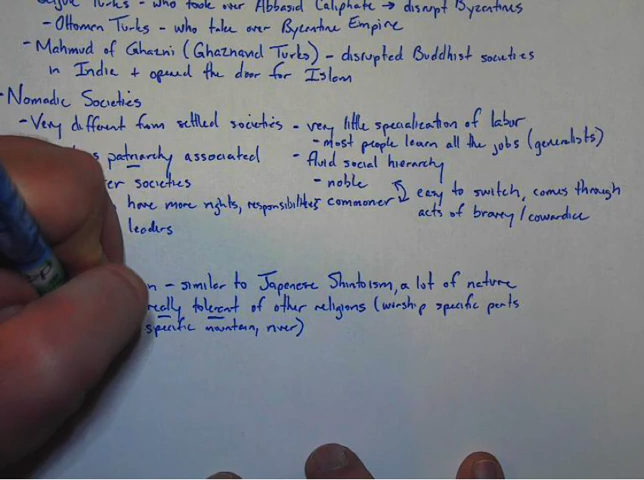 Turks - who took over Abbasid Caliphate → disrupt Byzantines
- Ottoman Turks - who take over Byzantine Empire
- Mahmud of Ghazni (Ghaznavid Turks) - disrupted Buddhist societies
in India + opened the door for Islam
- Nomadic Societies
- Very different from settled societies - very little specialization of labor
- most people learn all the jobs (generalists)
patriarchy associated - fluid social hierarchy
er societies - noble
have more rights, responsibilities commoner easy to switch, comes through
leaders acts of bravery/cowardice
n - similar to Japanese Shintoism, a lot of nature
really tolerant of other religions (worship specific parts
specific mountain, river)